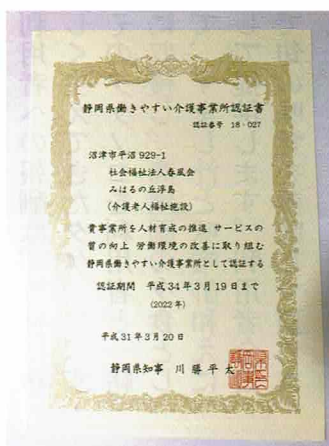 静岡県働きやすい介護事業所認証書
認証番号 18-027
沼津市平沼 929-1
社会福祉法人春風会
みはるの丘浮島
(介護老人福祉施設)
貴事業所を人材育成の推進 サービスの
質の向上 労働環境の改善に取り組む
静岡県働きやすい介護事業所として認証する
認証期間 平成34年3月19日まで
(2022年)
平成31年3月20日
静岡県知事 川勝平太